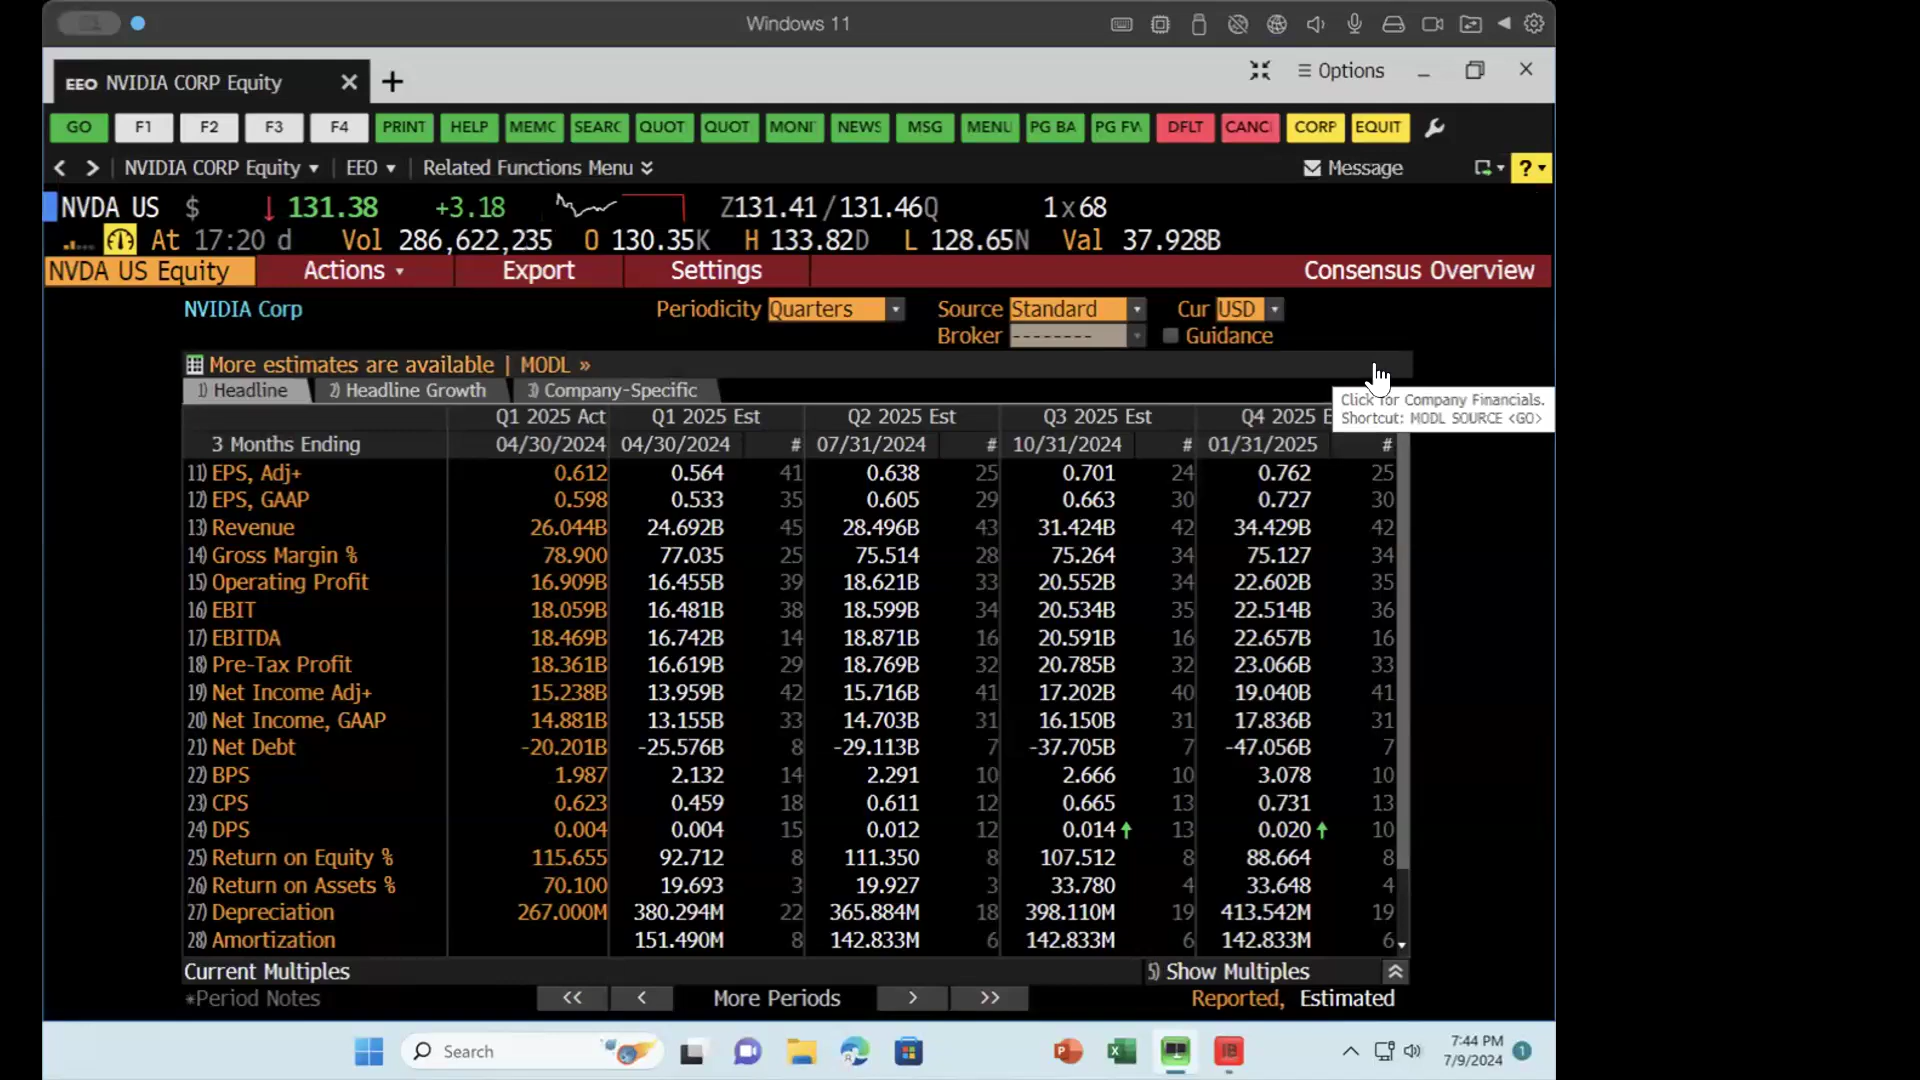 Windows 11
EEO NVIDIA CORP Equity
Options
GO F1 F2 F3 F4 PRINT HELP MEMC SEARC QUOT QUOT MONI NEWS MSG MENU PG BA PG FW DFLT CANC CORP EQUIT
NVIDIA CORP Equity EEO Related Functions Menu Message ?
NVDA US $ ↓ 131.38 +3.18 Z131.41/131.46Q 1x68
At 17:20 d Vol 286,622,235 O 130.35K H 133.82D L 128.65N Val 37.928B
NVDA US Equity Actions Export Settings Consensus Overview
NVIDIA Corp Periodicity Quarters Source Standard Cur USD
Broker -------- Guidance
More estimates are available | MODL »
1) Headline 2) Headline Growth 3) Company-Specific
Click for Company Financials.
Shortcut: MODL SOURCE <GO>
Q1 2025 Act Q1 2025 Est Q2 2025 Est Q3 2025 Est Q4 2025 E
3 Months Ending 04/30/2024 04/30/2024 # 07/31/2024 # 10/31/2024 # 01/31/2025 #
11) EPS, Adj+ 0.612 0.564 41 0.638 25 0.701 24 0.762 25
12) EPS, GAAP 0.598 0.533 35 0.605 29 0.663 30 0.727 30
13) Revenue 26.044B 24.692B 45 28.496B 43 31.424B 42 34.429B 42
14) Gross Margin % 78.900 77.035 25 75.514 28 75.264 34 75.127 34
15) Operating Profit 16.909B 16.455B 39 18.621B 33 20.552B 34 22.602B 35
16) EBIT 18.059B 16.481B 38 18.599B 34 20.534B 35 22.514B 36
17) EBITDA 18.469B 16.742B 14 18.871B 16 20.591B 16 22.657B 16
18) Pre-Tax Profit 18.361B 16.619B 29 18.769B 32 20.785B 32 23.066B 33
19) Net Income Adj+ 15.238B 13.959B 42 15.716B 41 17.202B 40 19.040B 41
20) Net Income, GAAP 14.881B 13.155B 33 14.703B 31 16.150B 31 17.836B 31
21) Net Debt -20.201B -25.576B 8 -29.113B 7 -37.705B 7 -47.056B 7
22) BPS 1.987 2.132 14 2.291 10 2.666 10 3.078 10
23) CPS 0.623 0.459 18 0.611 12 0.665 13 0.731 13
24) DPS 0.004 0.004 15 0.012 12 0.014 ↑ 13 0.020 ↑ 10
25) Return on Equity % 115.655 92.712 8 111.350 8 107.512 8 88.664 8
26) Return on Assets % 70.100 19.693 3 19.927 3 33.780 4 33.648 4
27) Depreciation 267.000M 380.294M 22 365.884M 18 398.110M 19 413.542M 19
28) Amortization 151.490M 8 142.833M 6 142.833M 6 142.833M 6
Current Multiples 5) Show Multiples
*Period Notes << < More Periods > >> Reported, Estimated
Search 7:44 PM
7/9/2024 1